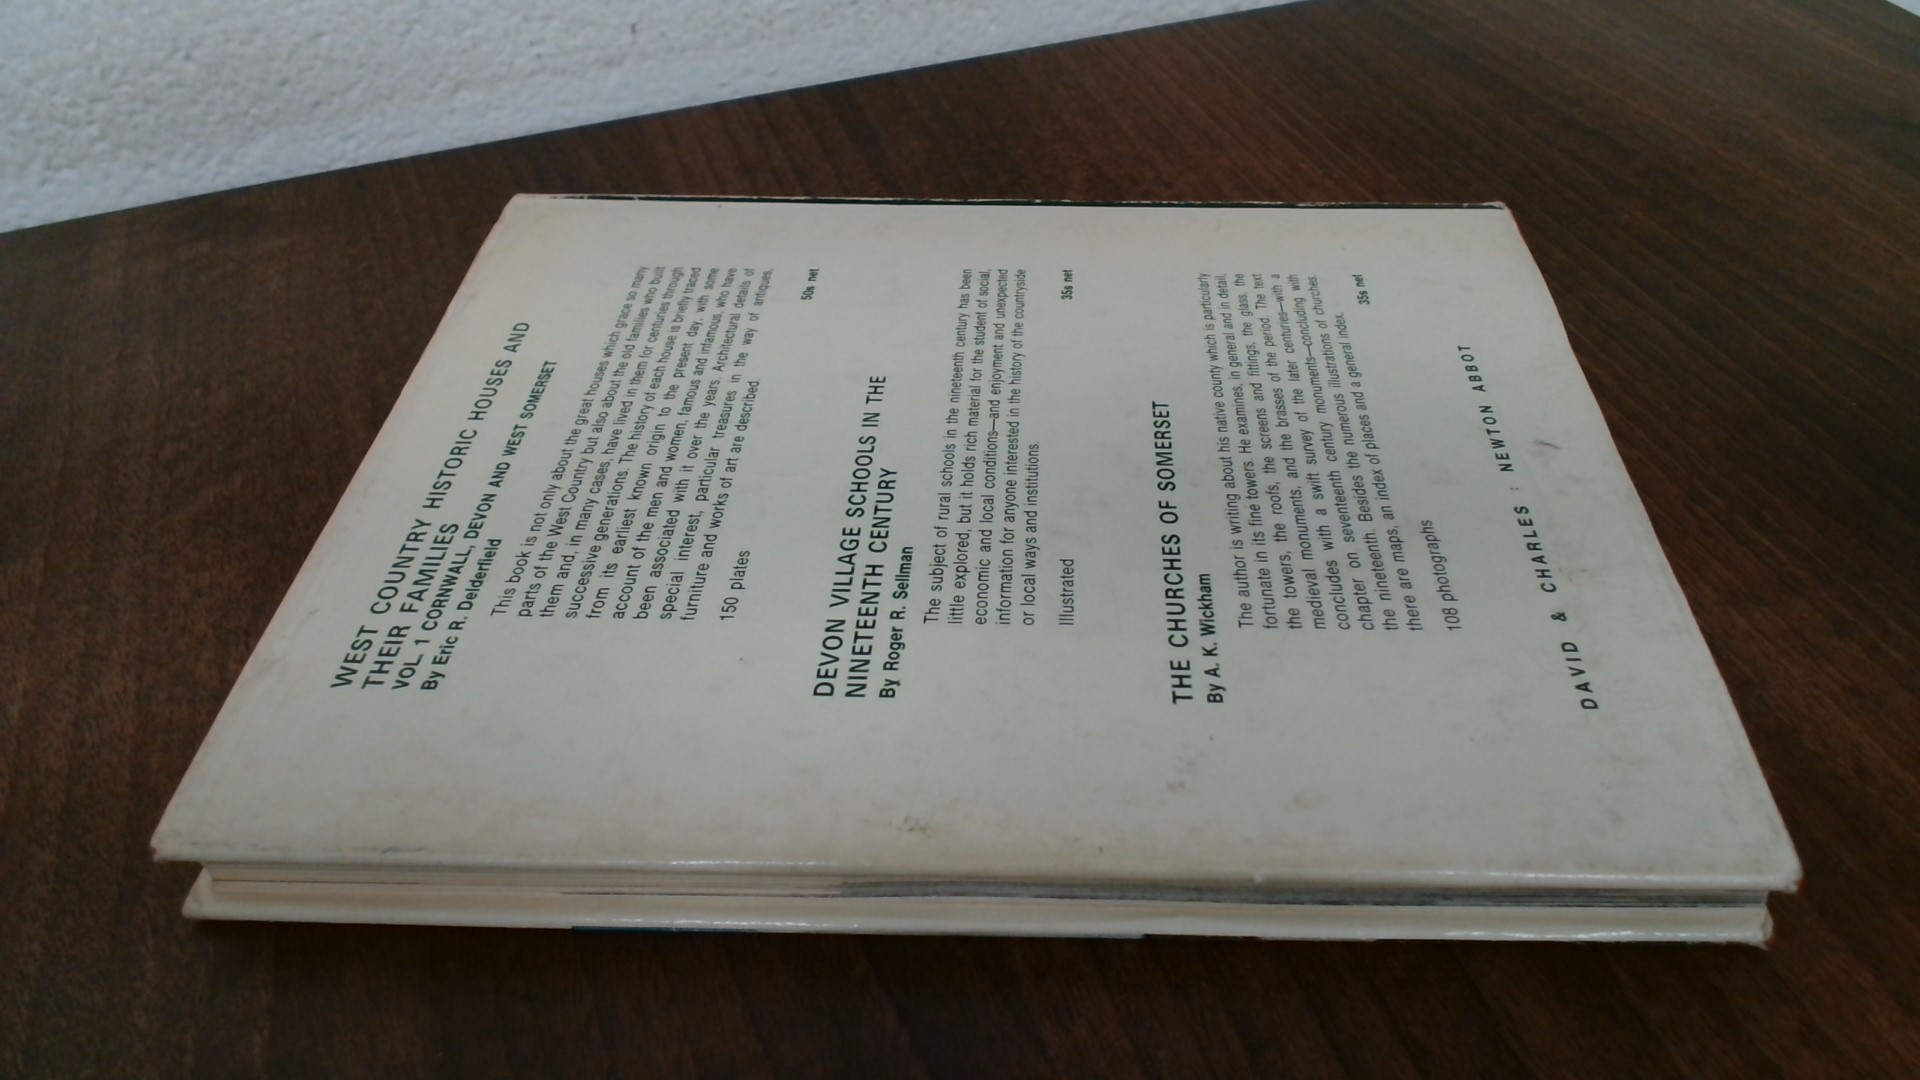 WEST COUNTRY HISTORIC HOUSES AND
THEIR FAMILIES
VOL 1 CORNWALL, DEVON AND WEST SOMERSET
By Eric R. Delderfield
This book is not only about the great houses which grace so many
parts of the West Country but also about the old families who built
them and, in many cases, have lived in them for centuries through
successive generations. The history of each house is briefly traced
from its earliest known origin to the present day, with some
account of the men and women, famous and infamous, who have
been associated with it over the years. Architectural details of
special interest, particular treasures in the way of antiques,
furniture and works of art are described.
150 plates
50s net
DEVON VILLAGE SCHOOLS IN THE
NINETEENTH CENTURY
By Roger R. Sellman
The subject of rural schools in the nineteenth century has been
little explored, but it holds rich material for the student of social,
economic and local conditions—and enjoyment and unexpected
information for anyone interested in the history of the countryside
or local ways and institutions.
Illustrated
35s net
THE CHURCHES OF SOMERSET
By A. K. Wickham
The author is writing about his native county which is particularly
fortunate in its fine towers. He examines, in general and in detail,
the towers, the roofs, the screens and fittings, the glass, the
medieval monuments, and the brasses of the period. The text
concludes with a swift survey of the later centuries—with a
chapter on seventeenth century monuments—concluding with
the nineteenth. Besides the numerous illustrations of churches,
there are maps, an index of places and a general index.
108 photographs
35s net
DAVID & CHARLES : NEWTON ABBOT